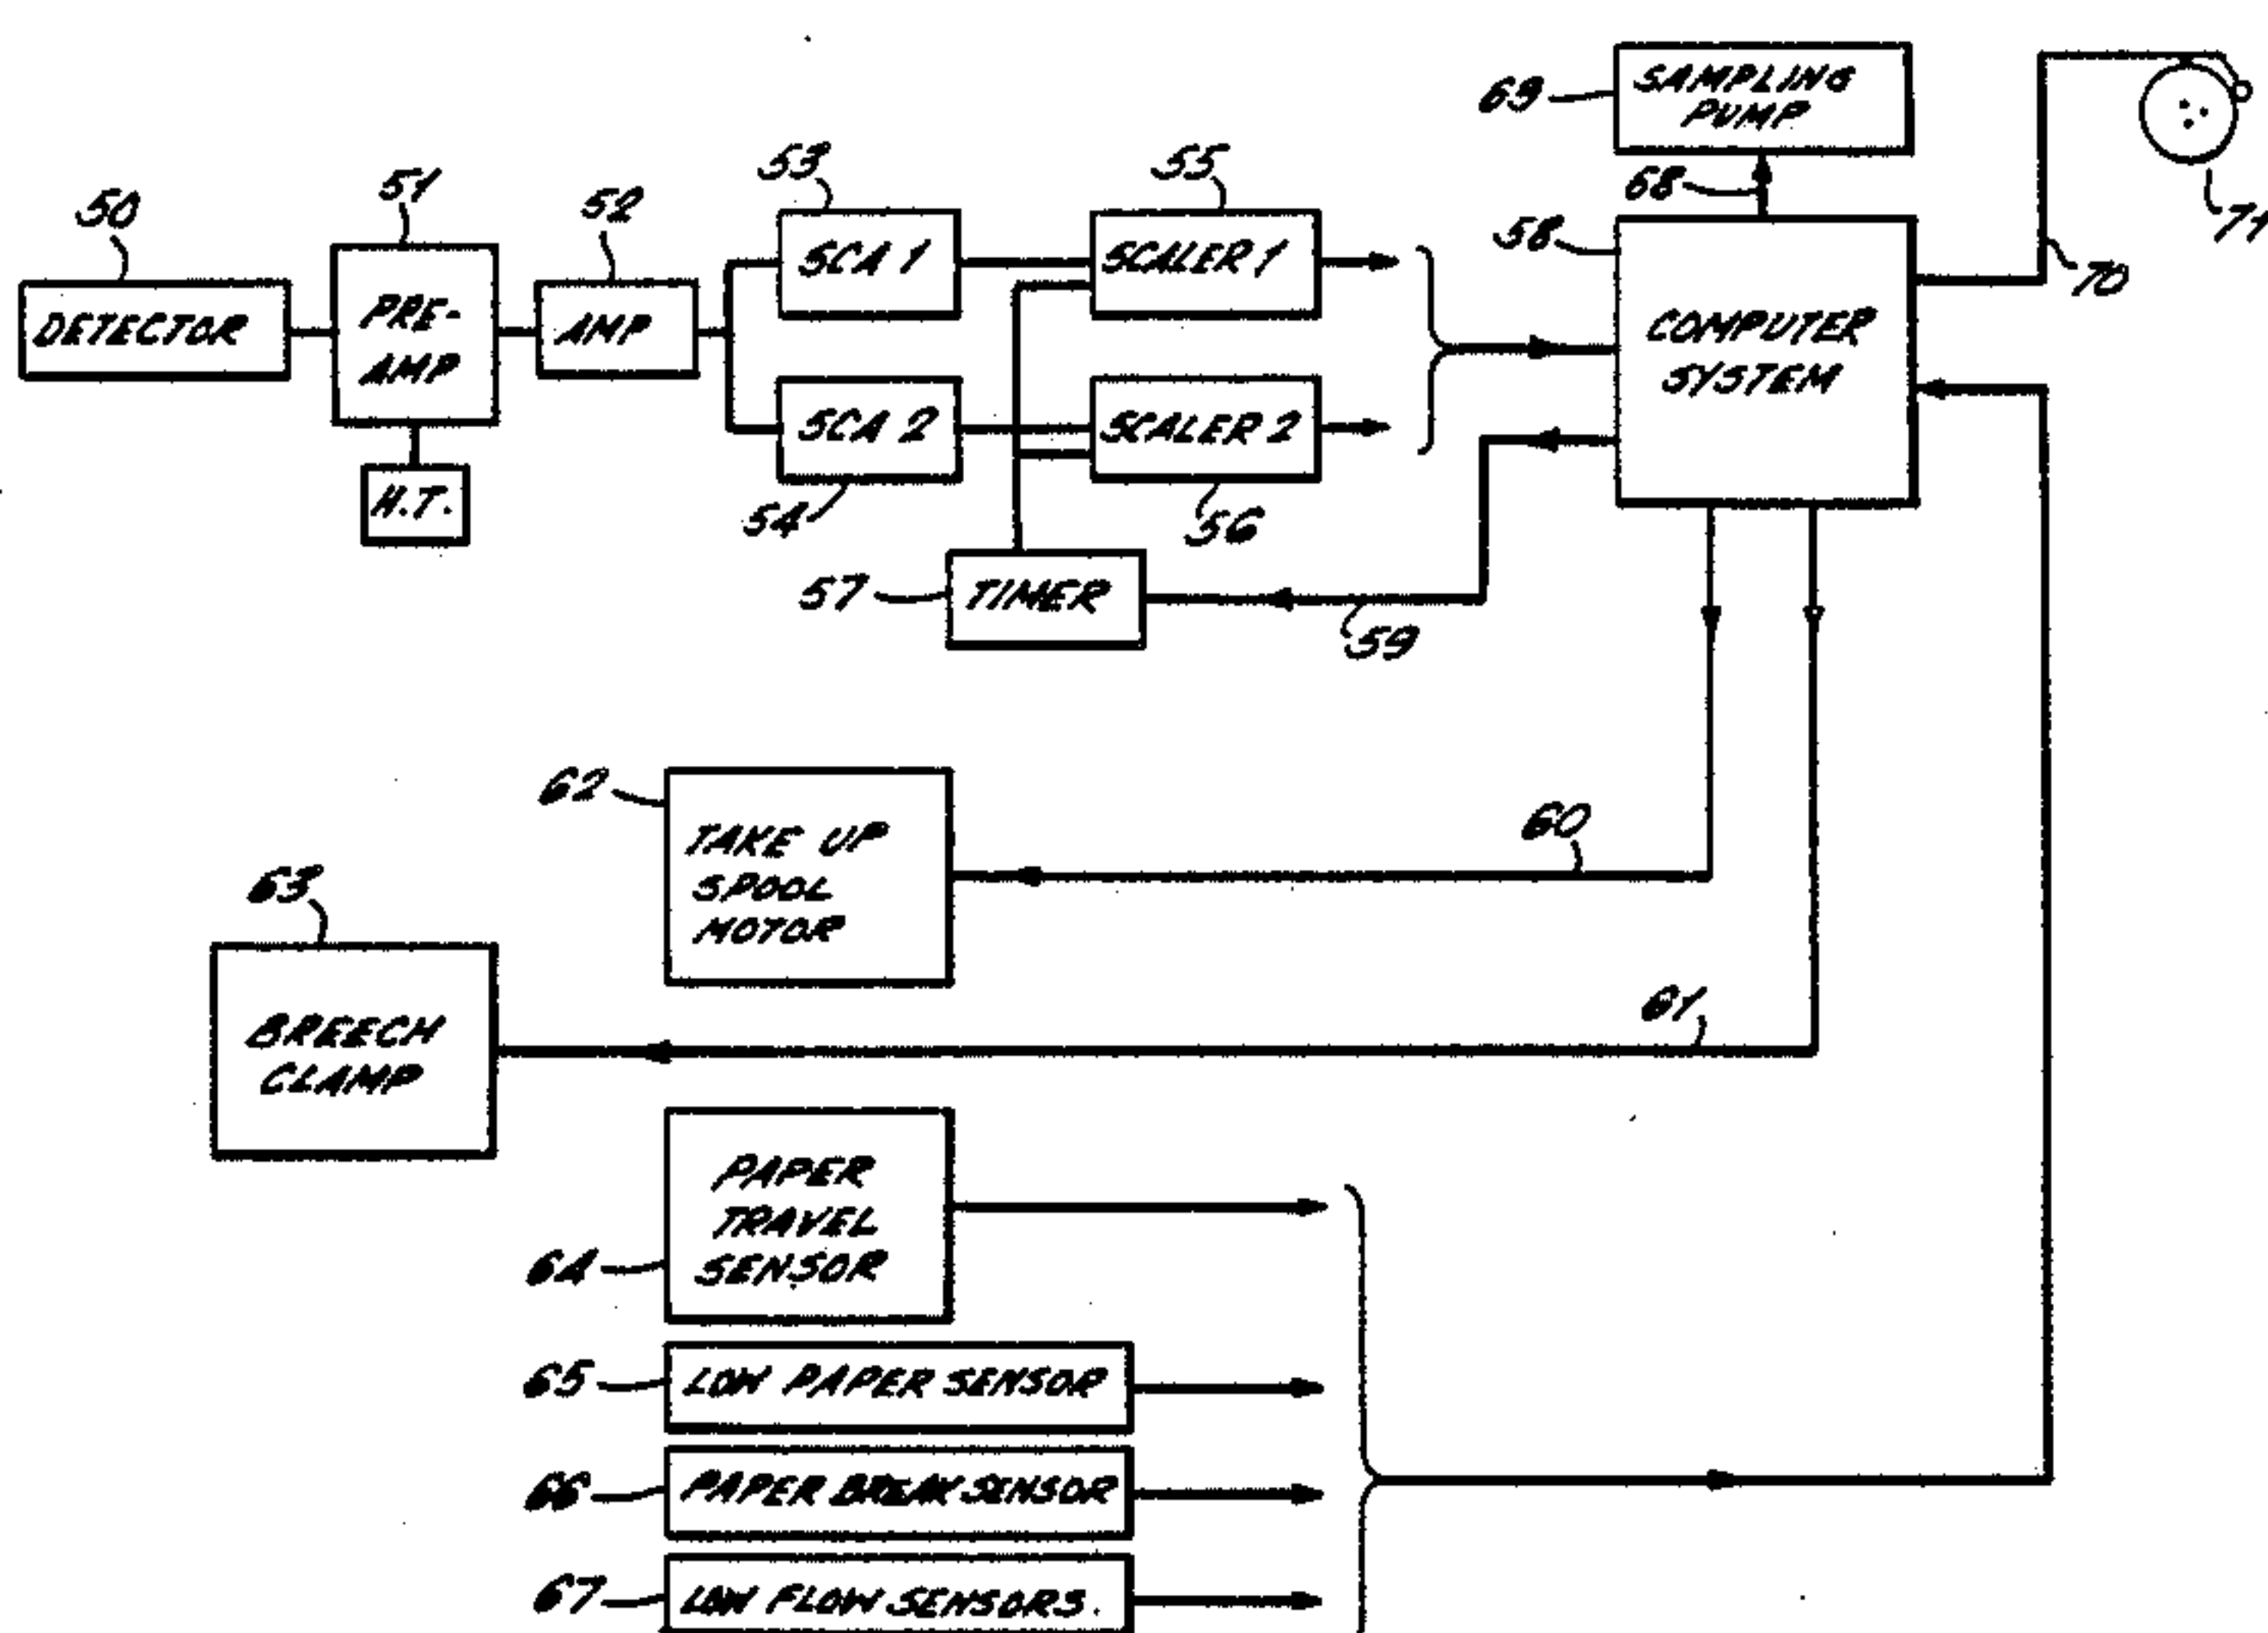 69
SAMPLING
PUMP
53
55
51
68
50
52
58
71
SCA 1
SCALER 1
70
DETECTOR
PRE-
AMP
AMP
COMPUTER
SYSTEM
SCA 2
SCALER 2
H.T.
54
56
57
TIMER
59
62
TAKE UP
SPOOL
MOTOR
60
63
61
BREECH
CLAMP
PAPER
TRAVEL
SENSOR
64
65
LOW PAPER SENSOR
66
PAPER BREAK SENSOR
67
LOW FLOW SENSORS.